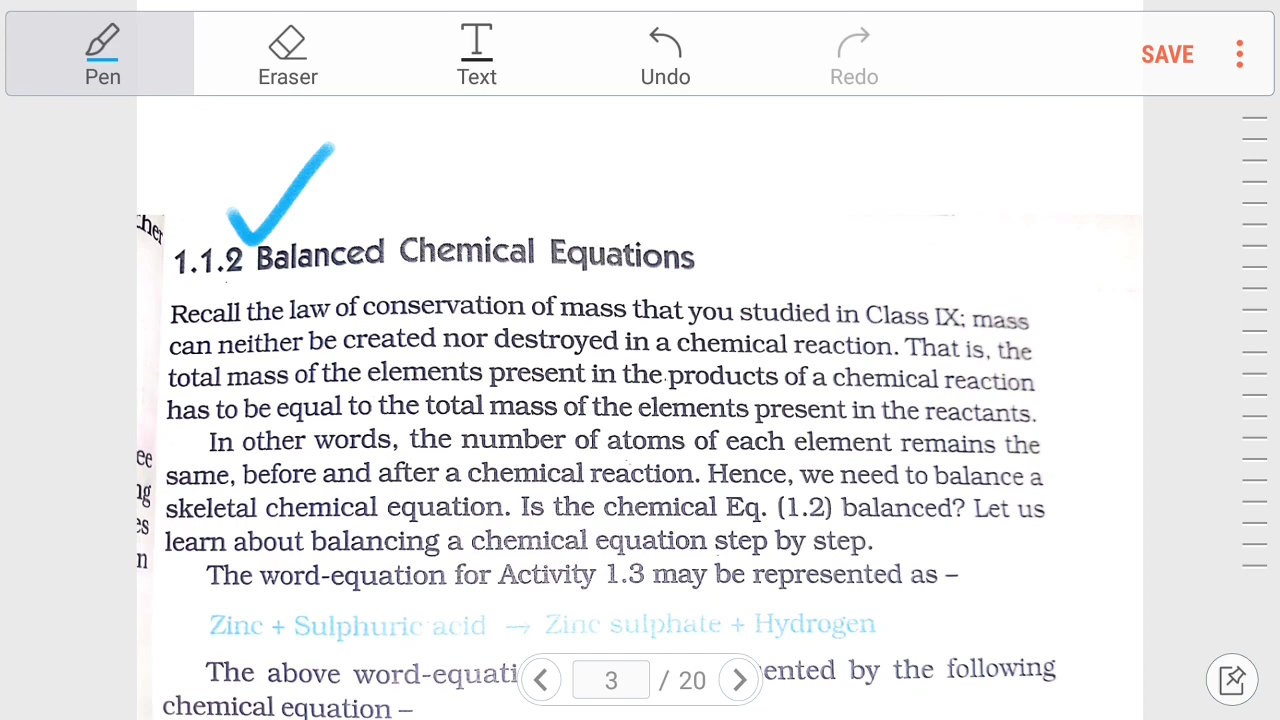 Pen
Eraser
Text
Undo
Redo
SAVE
1.1.2 Balanced Chemical Equations
Recall the law of conservation of mass that you studied in Class IX; mass
can neither be created nor destroyed in a chemical reaction. That is, the
total mass of the elements present in the products of a chemical reaction
has to be equal to the total mass of the elements present in the reactants.
In other words, the number of atoms of each element remains the
same, before and after a chemical reaction. Hence, we need to balance a
skeletal chemical equation. Is the chemical Eq. (1.2) balanced? Let us
learn about balancing a chemical equation step by step.
The word-equation for Activity 1.3 may be represented as –
Zinc + Sulphuric acid → Zinc sulphate + Hydrogen
The above by the following
chemical equation –
3 / 20